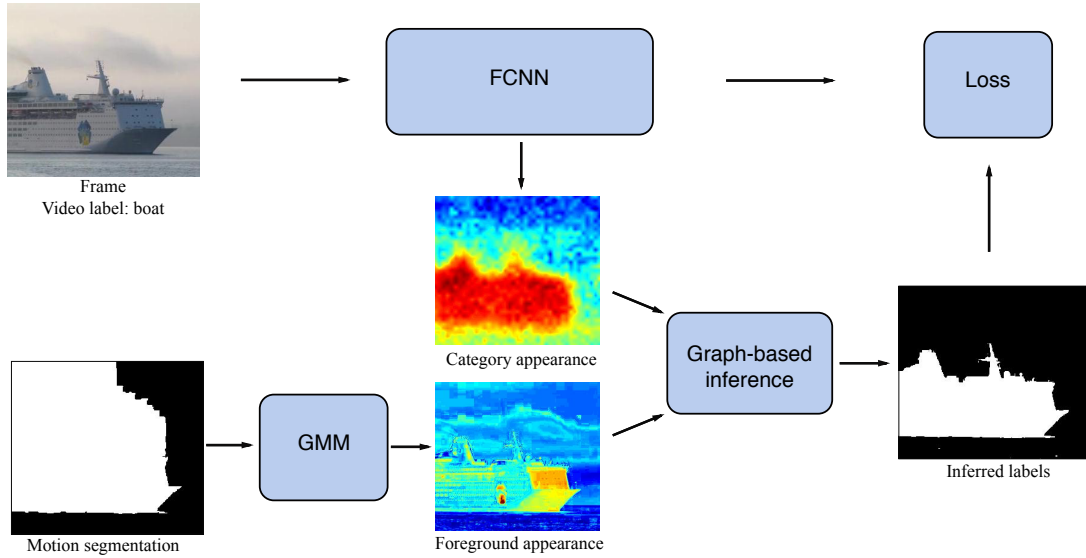 FCNN
Loss
Frame
Video label: boat
Category appearance
Graph-based
inference
GMM
Inferred labels
Motion segmentation
Foreground appearance